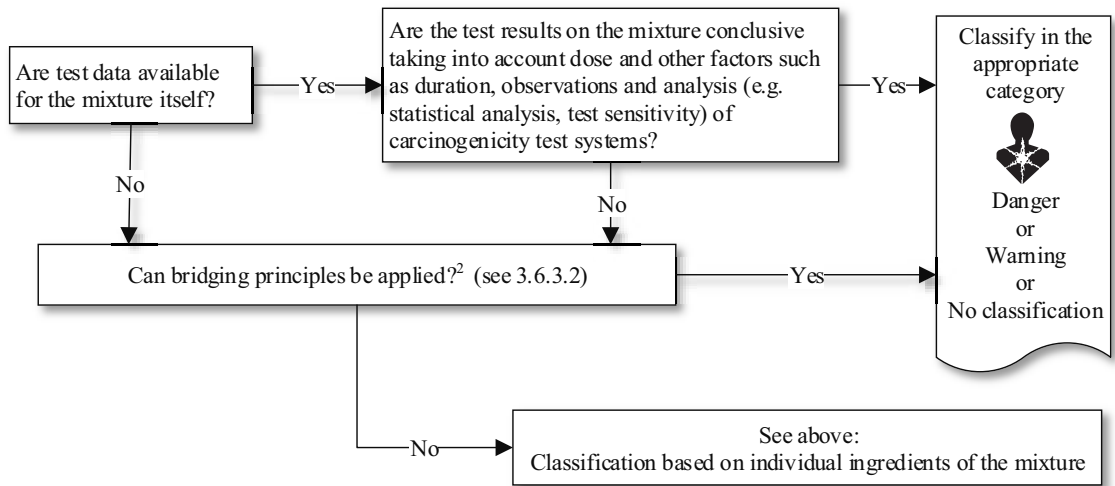 Are test data available
for the mixture itself?
Yes
Are the test results on the mixture conclusive
taking into account dose and other factors such
as duration, observations and analysis (e.g.
statistical analysis, test sensitivity) of
carcinogenicity test systems?
Yes
Classify in the
appropriate
category
Danger
or
Warning
or
No classification
No
No
Can bridging principles be applied?² (see 3.6.3.2)
Yes
No
See above:
Classification based on individual ingredients of the mixture